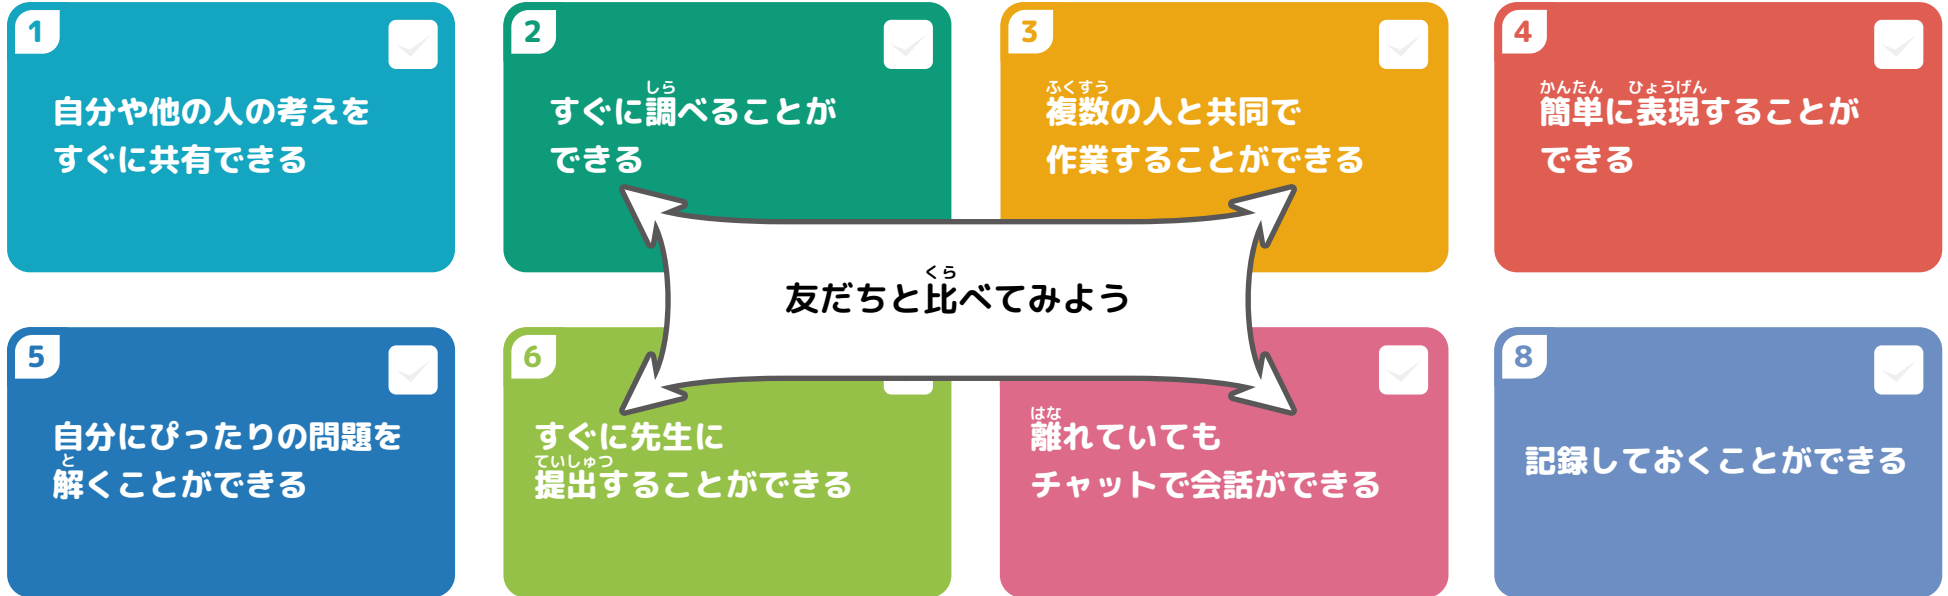 1
自分や他の人の考えを
すぐに共有できる
2
しら
すぐに調べることが
できる
3
ふくすう
複数の人と共同で
作業することができる
4
かんたん ひょうげん
簡単に表現することが
できる
くら
友だちと比べてみよう
5
自分にぴったりの問題を
と
解くことができる
6
すぐに先生に
ていしゅつ
提出することができる
はな
離れていても
チャットで会話ができる
8
記録しておくことができる